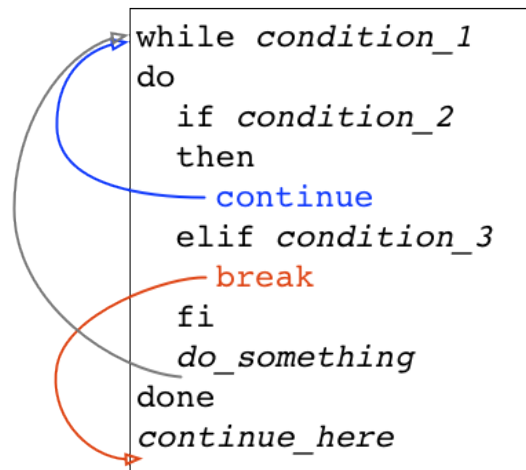 while condition_1
do
if condition_2
then
continue
elif condition_3
break
fi
do_something
done
continue_here